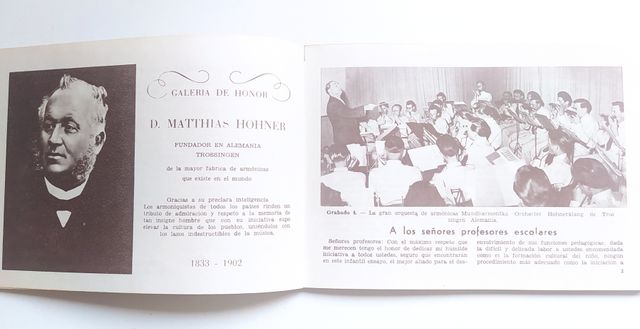 GALERIA DE HONOR
D. MATTHIAS HOHNER
FUNDADOR EN ALEMANIA
TROSSINGEN
de la mayor fábrica de armónicas
que existe en el mundo
Gracias a su preclara inteligencia
Los armoniquistas de todos los países rinden un
tributo de admiración y respeto a la memoria de
tan insigne hombre que con su iniciativa supo
elevar la cultura de los pueblos, uniéndolos con
los lazos indestructibles de la música.
1833 - 1902
Grabado 4. — La gran orquesta de armónicas Mundharmonika Orchester Hohnerklang de Tros
singen Alemania.
A los señores profesores escolares
Señores profesores: Con el máximo respeto que
me merecen tengo el honor de dedicar mi humilde
iniciativa a todos ustedes, seguro que encontrarán
en este infantil ensayo, el mejor aliado para el des-
envolvimiento de sus funciones pedagógicas; dada
la difícil y delicada labor a ustedes encomendada
como es la formación cultural del niño, ningún
procedimiento más adecuado como la iniciación a
3